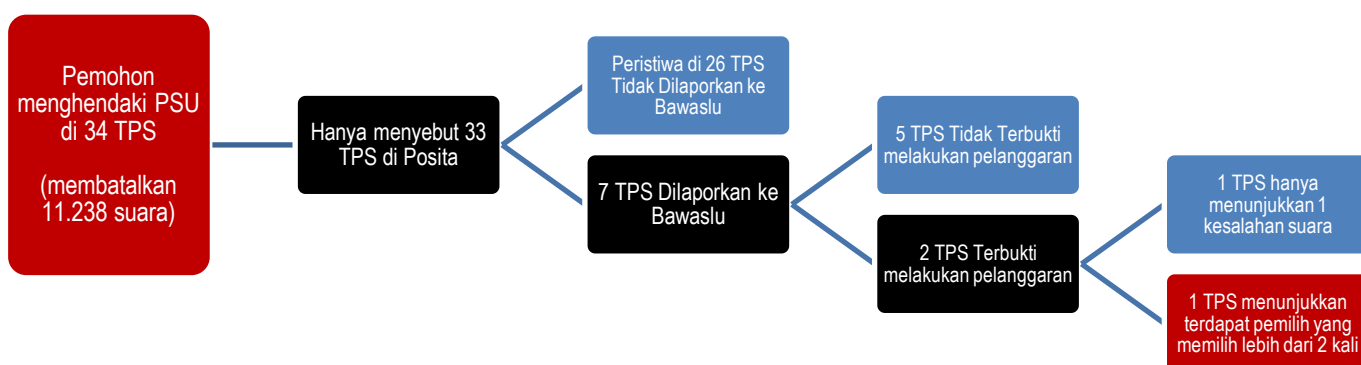 Pemohon
menghendaki PSU
di 34 TPS
(membatalkan
11.238 suara)
Hanya menyebut 33
TPS di Posita
Peristiwa di 26 TPS
Tidak Dilaporkan ke
Bawaslu
7 TPS Dilaporkan ke
Bawaslu
5 TPS Tidak Terbukti
melakukan pelanggaran
2 TPS Terbukti
melakukan pelanggaran
1 TPS hanya
menunjukkan 1
kesalahan suara
1 TPS menunjukkan
terdapat pemilih yang
memilih lebih dari 2 kali